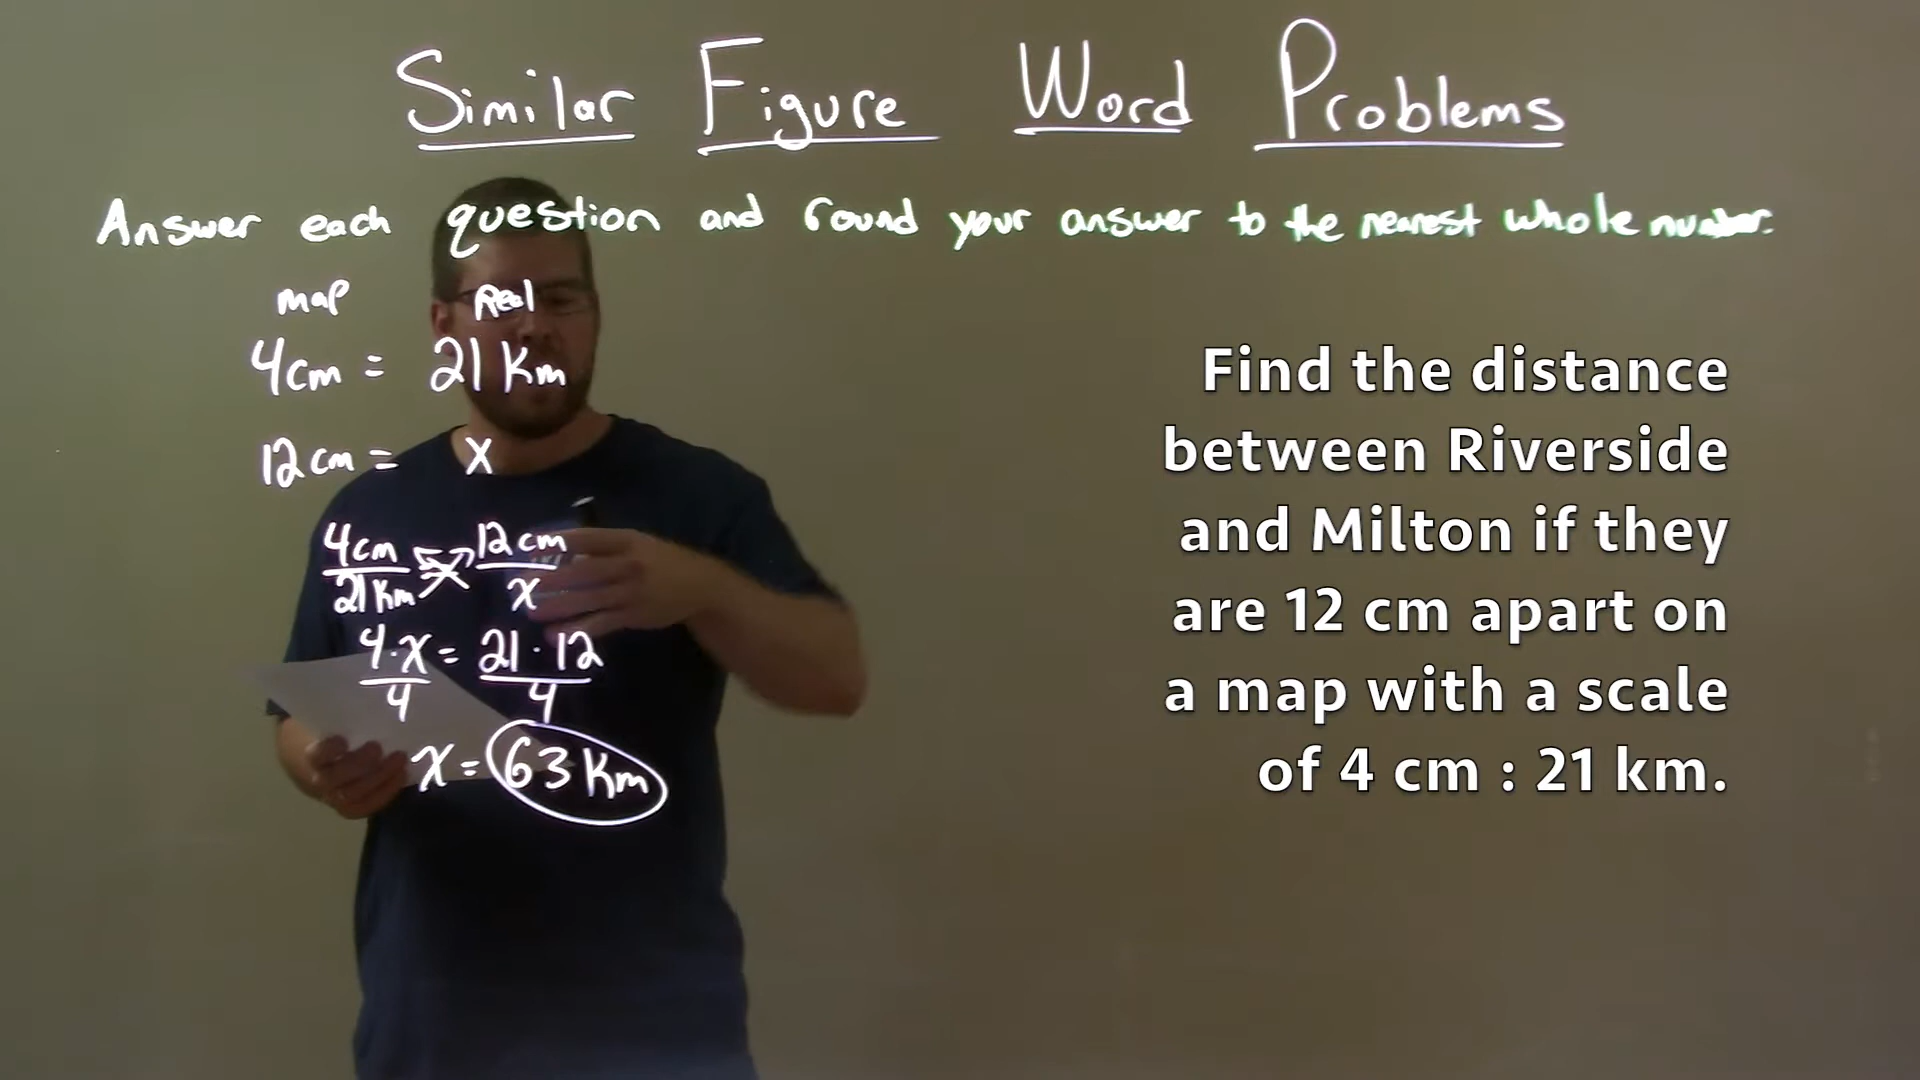 Similar Figure Word Problems
Answer each question and round your answer to the nearest whole number.
map Real
4cm = 21 Km
12cm = x
4cm 12cm
21Km x
4·x = 21·12
4 4
x = 63 Km
Find the distance
between Riverside
and Milton if they
are 12 cm apart on
a map with a scale
of 4 cm : 21 km.